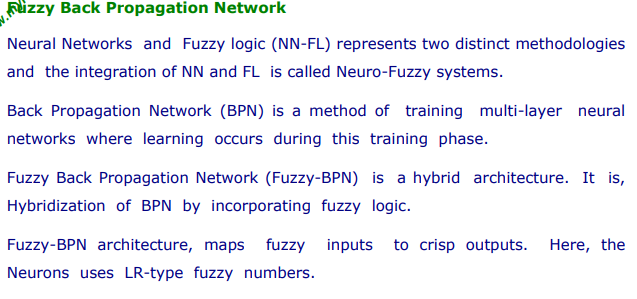 Fuzzy Back Propagation Network
Neural Networks and Fuzzy logic (NN-FL) represents two distinct methodologies
and the integration of NN and FL is called Neuro-Fuzzy systems.
Back Propagation Network (BPN) is a method of training multi-layer neural
networks where learning occurs during this training phase.
Fuzzy Back Propagation Network (Fuzzy-BPN) is a hybrid architecture. It is,
Hybridization of BPN by incorporating fuzzy logic.
Fuzzy-BPN architecture, maps fuzzy inputs to crisp outputs. Here, the
Neurons uses LR-type fuzzy numbers.